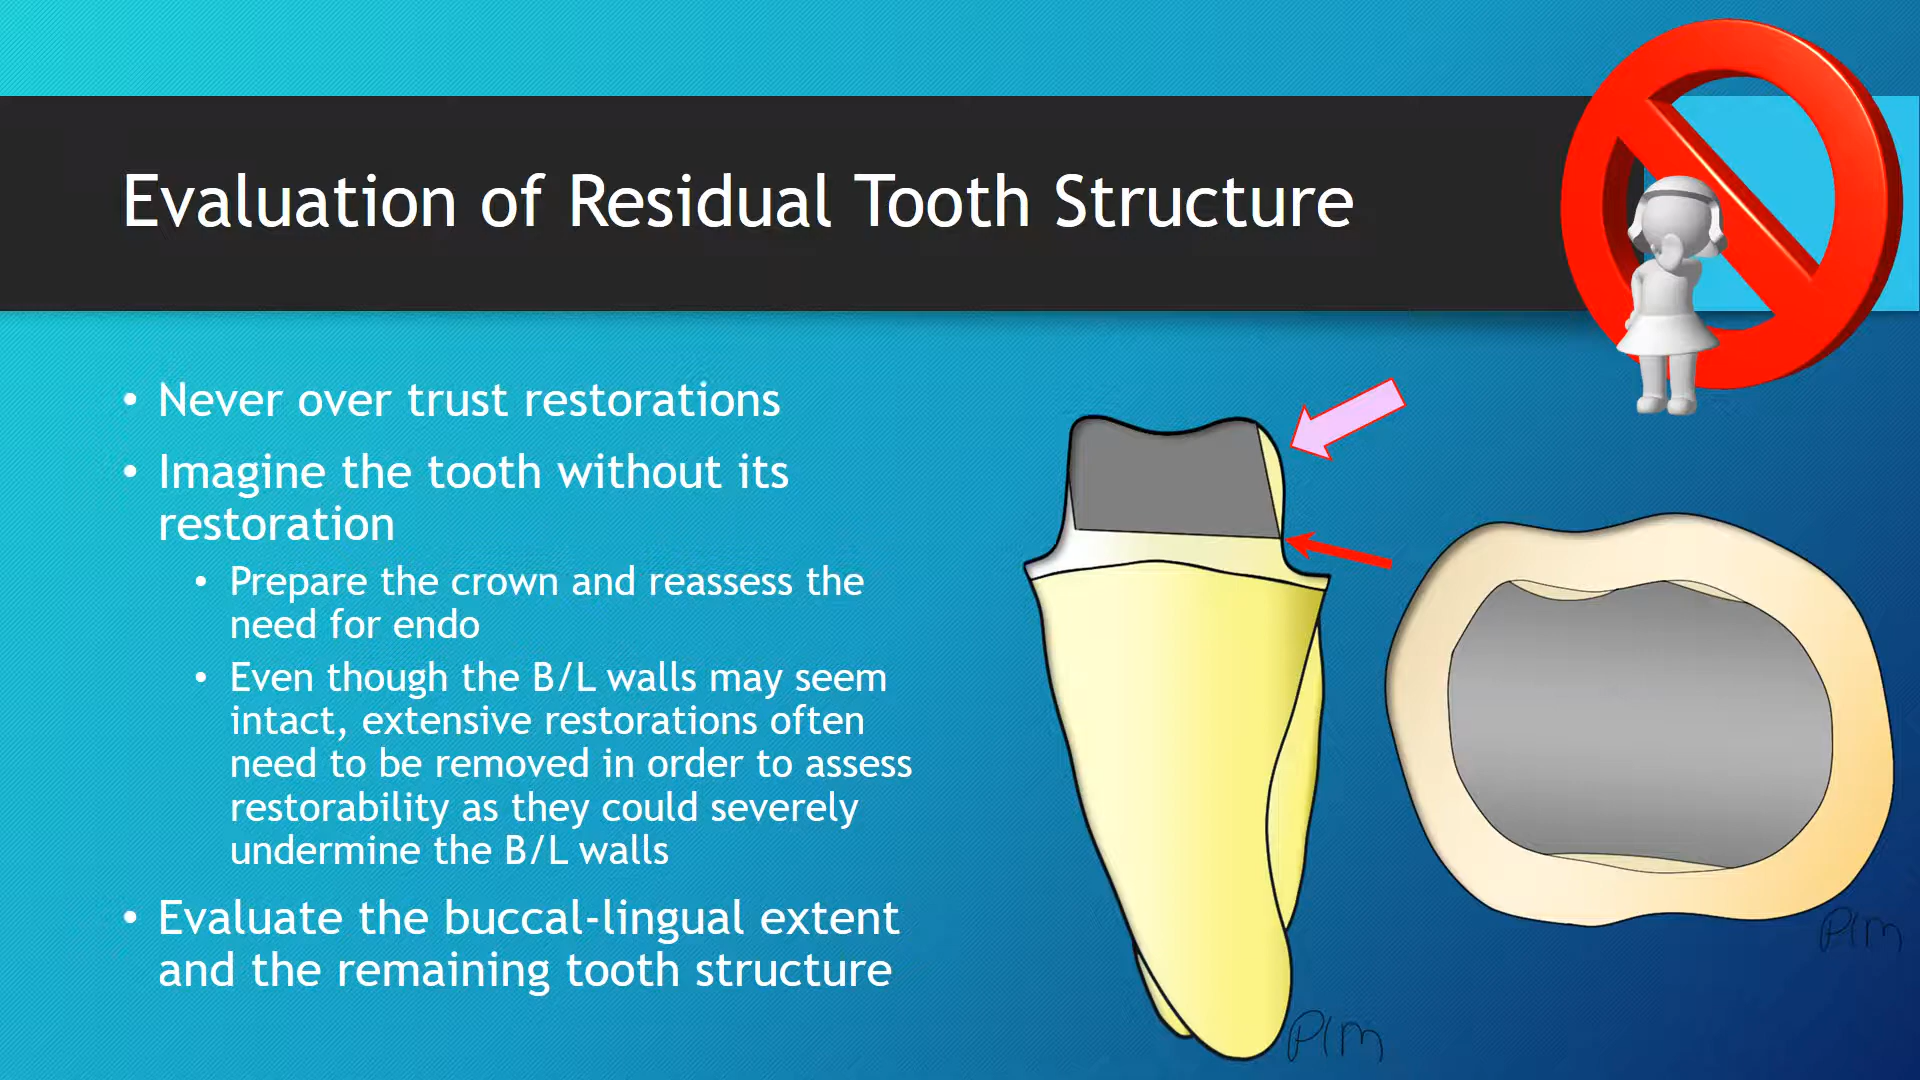 Evaluation of Residual Tooth Structure
• Never over trust restorations
• Imagine the tooth without its
restoration
• Prepare the crown and reassess the
need for endo
• Even though the B/L walls may seem
intact, extensive restorations often
need to be removed in order to assess
restorability as they could severely
undermine the B/L walls
• Evaluate the buccal-lingual extent
and the remaining tooth structure